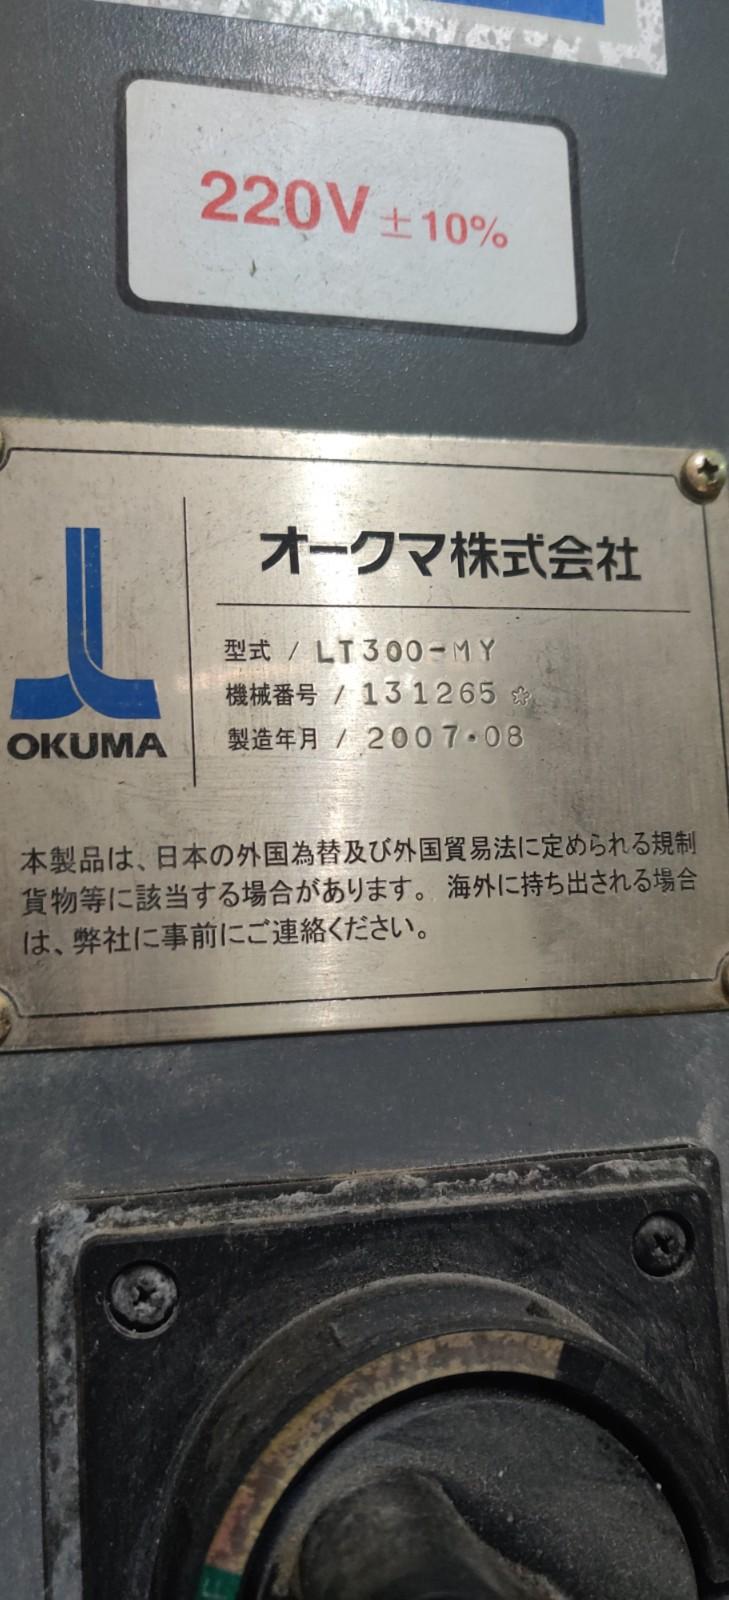 220V ±10%
オークマ株式会社
型式 / LT300-MY
機械番号 / 131265*
製造年月 / 2007・08
OKUMA
本製品は、日本の外国為替及び外国貿易法に定められる規制
貨物等に該当する場合があります。 海外に持ち出される場合
は、弊社に事前にご連絡ください。